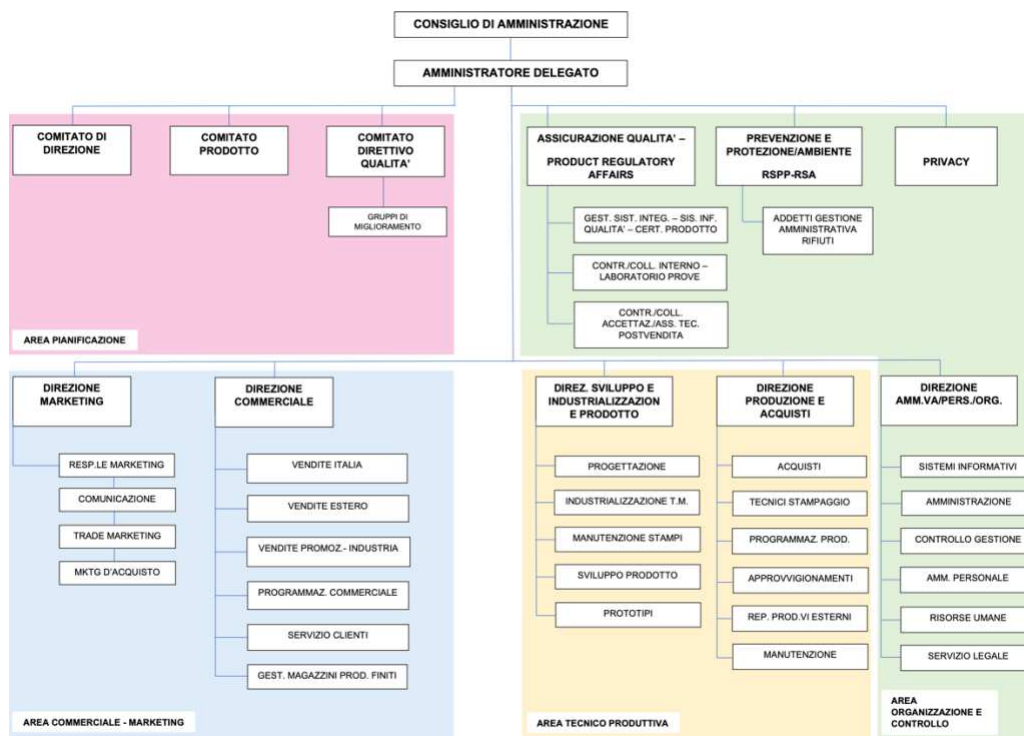 CONSIGLIO DI AMMINISTRAZIONE
AMMINISTRATORE DELEGATO
COMITATO DI
DIREZIONE
COMITATO
PRODOTTO
COMITATO
DIRETTIVO
QUALITA'
GRUPPI DI
MIGLIORAMENTO
AREA PIANIFICAZIONE
ASSICURAZIONE QUALITA' –
PRODUCT REGULATORY
AFFAIRS
GEST. SIST. INTEG. – SIS. INF.
QUALITA' – CERT. PRODOTTO
CONTR./COLL. INTERNO –
LABORATORIO PROVE
CONTR./COLL.
ACCETTAZ./ASS. TEC.
POSTVENDITA
PREVENZIONE E
PROTEZIONE/AMBIENTE
RSPP-RSA
ADDETTI GESTIONE
AMMINISTRATIVA
RIFIUTI
PRIVACY
DIREZIONE
MARKETING
RESP.LE MARKETING
COMUNICAZIONE
TRADE MARKETING
MKTG D'ACQUISTO
DIREZIONE
COMMERCIALE
VENDITE ITALIA
VENDITE ESTERO
VENDITE PROMOZ.- INDUSTRIA
PROGRAMMAZ. COMMERCIALE
SERVIZIO CLIENTI
GEST. MAGAZZINI PROD. FINITI
AREA COMMERCIALE - MARKETING
DIREZ. SVILUPPO E
INDUSTRIALIZZAZION
E PRODOTTO
PROGETTAZIONE
INDUSTRIALIZZAZIONE T.M.
MANUTENZIONE STAMPI
SVILUPPO PRODOTTO
PROTOTIPI
DIREZIONE
PRODUZIONE E
ACQUISTI
ACQUISTI
TECNICI STAMPAGGIO
PROGRAMMAZ. PROD.
APPROVVIGIONAMENTI
REP. PROD.VI ESTERNI
MANUTENZIONE
AREA TECNICO PRODUTTIVA
DIREZIONE
AMM.VA/PERS./ORG.
SISTEMI INFORMATIVI
AMMINISTRAZIONE
CONTROLLO GESTIONE
AMM. PERSONALE
RISORSE UMANE
SERVIZIO LEGALE
AREA
ORGANIZZAZIONE E
CONTROLLO